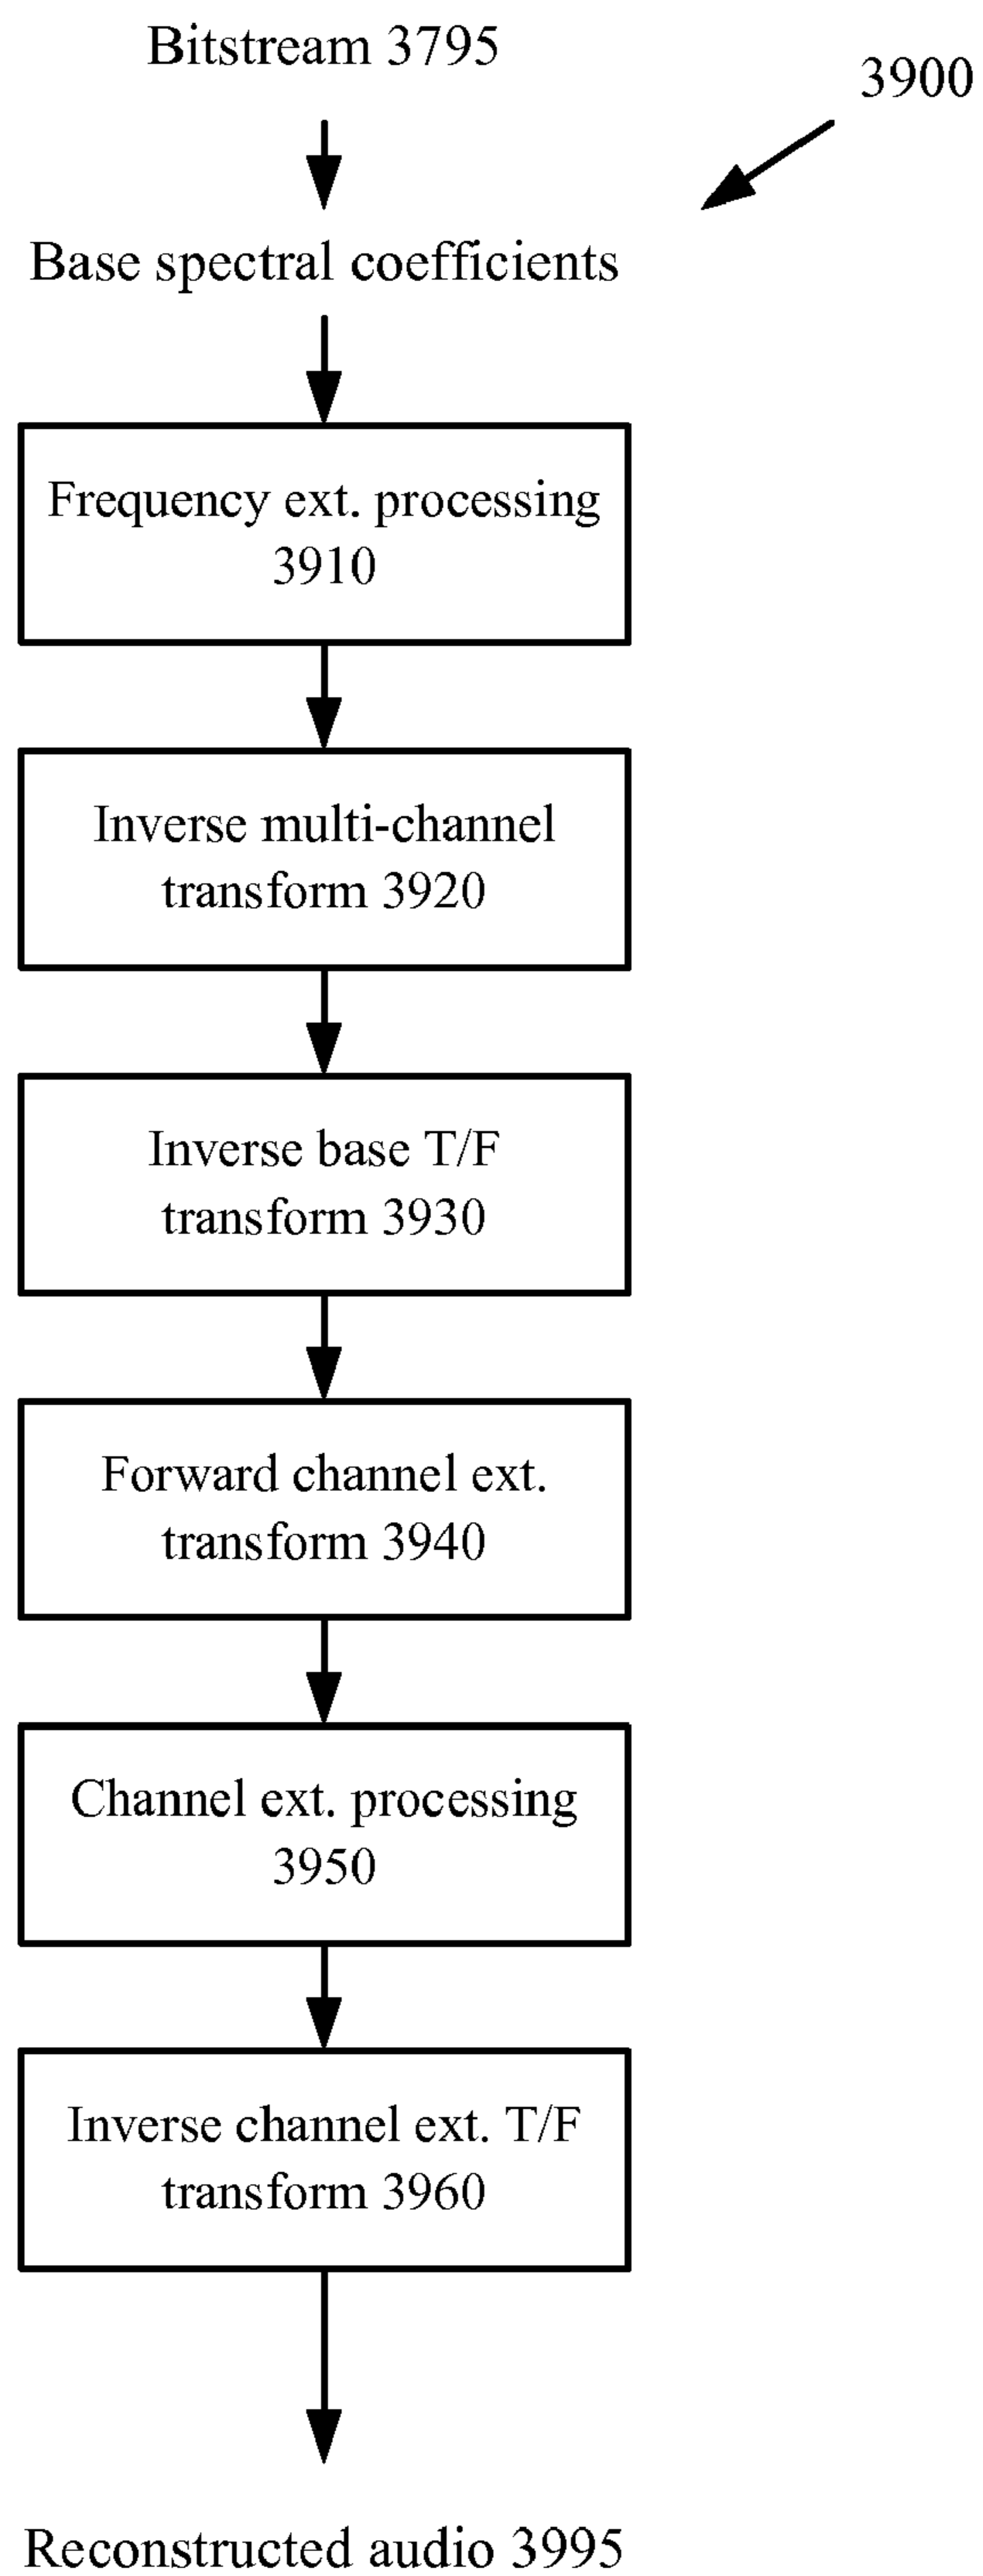 Bitstream 3795
3900
Base spectral coefficients
Frequency ext. processing
3910
Inverse multi-channel
transform 3920
Inverse base T/F
transform 3930
Forward channel ext.
transform 3940
Channel ext. processing
3950
Inverse channel ext. T/F
transform 3960
Reconstructed audio 3995